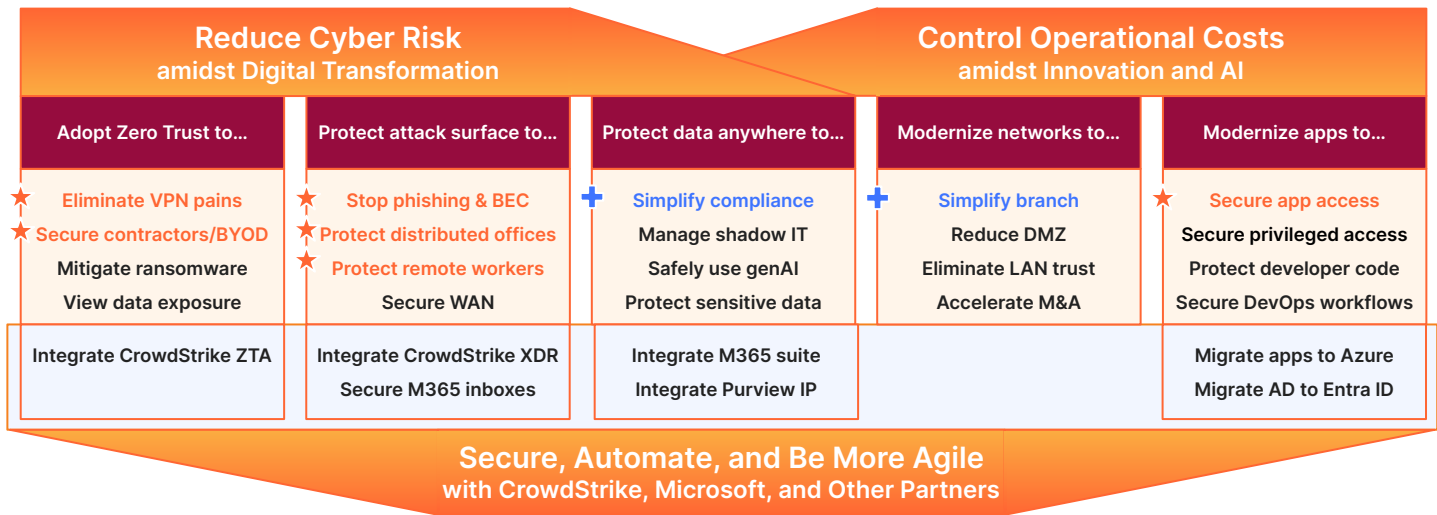 Reduce Cyber Risk
amidst Digital Transformation
Control Operational Costs
amidst Innovation and AI
Adopt Zero Trust to...
Eliminate VPN pains
Secure contractors/BYOD
Mitigate ransomware
View data exposure
Integrate CrowdStrike ZTA
Protect attack surface to...
Stop phishing & BEC
Protect distributed offices
Protect remote workers
Secure WAN
Integrate CrowdStrike XDR
Secure M365 inboxes
Protect data anywhere to...
Simplify compliance
Manage shadow IT
Safely use genAI
Protect sensitive data
Integrate M365 suite
Integrate Purview IP
Modernize networks to...
Simplify branch
Reduce DMZ
Eliminate LAN trust
Accelerate M&A
Modernize apps to...
Secure app access
Secure privileged access
Protect developer code
Secure DevOps workflows
Migrate apps to Azure
Migrate AD to Entra ID
Secure, Automate, and Be More Agile
with CrowdStrike, Microsoft, and Other Partners